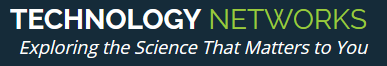 TECHNOLOGY NETWORKS
Exploring the Science That Matters to You